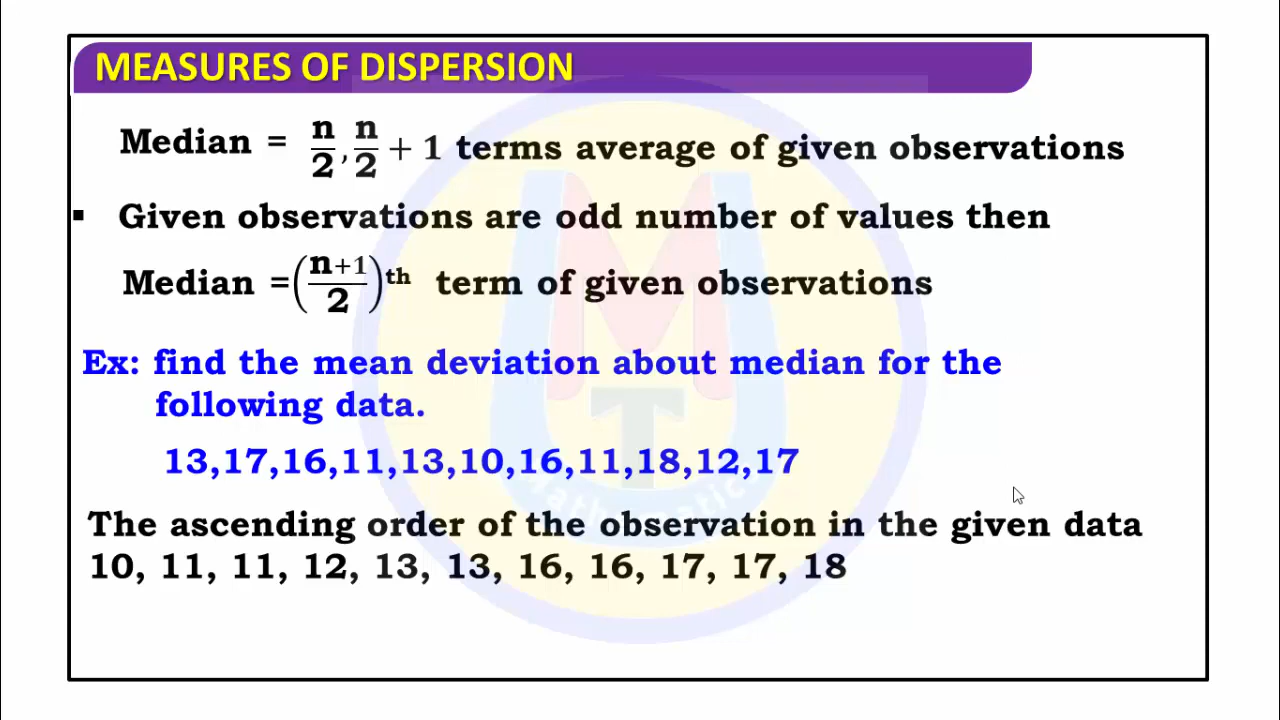 MEASURES OF DISPERSION
Median = n/2, n/2 + 1 terms average of given observations
▪ Given observations are odd number of values then
Median =((n+1)/2)th term of given observations
Ex: find the mean deviation about median for the
following data.
13,17,16,11,13,10,16,11,18,12,17
The ascending order of the observation in the given data
10, 11, 11, 12, 13, 13, 16, 16, 17, 17, 18